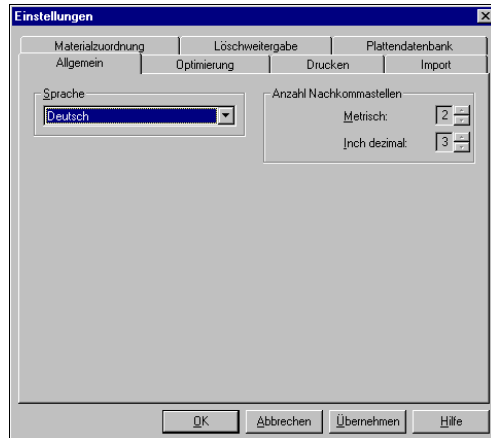 Einstellungen
Materialzuordnung Löschweitergabe Plattendatenbank
Allgemein Optimierung Drucken Import
Sprache
Deutsch
Anzahl Nachkommastellen
Metrisch: 2
Inch dezimal: 3
OK Abbrechen Übernehmen Hilfe